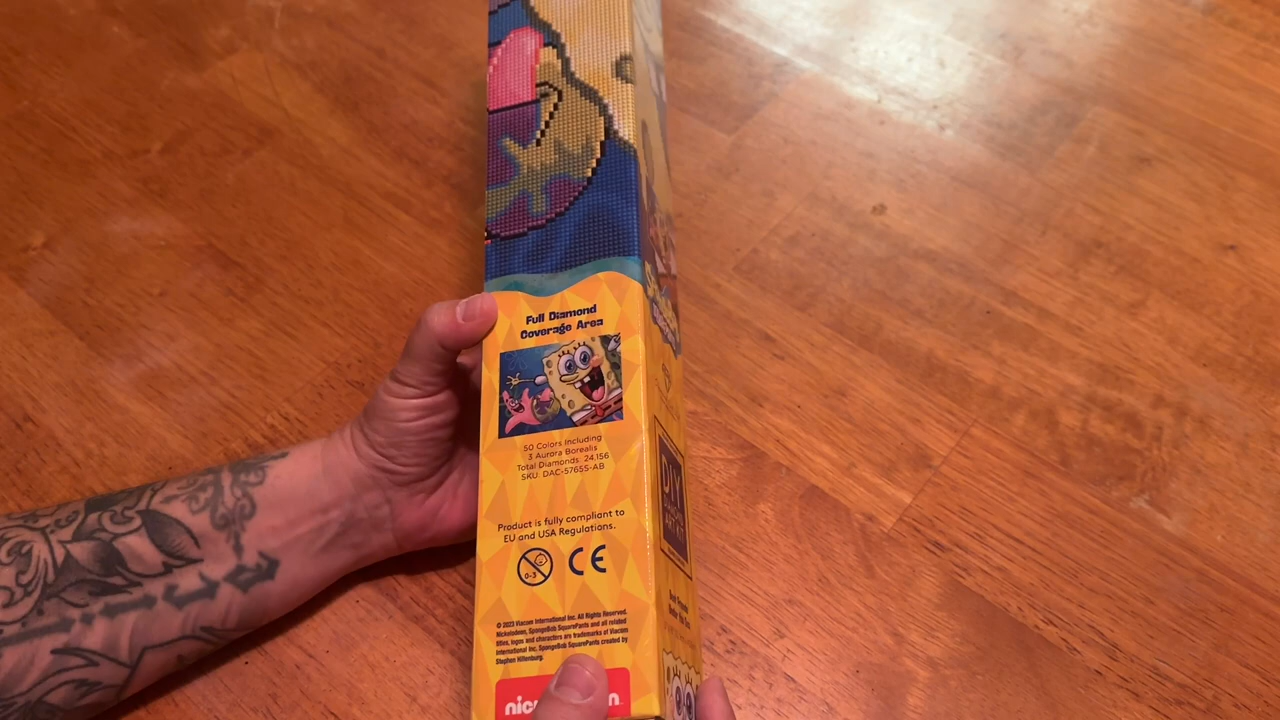 Full Diamond
Coverage Area
50 Colors Including
3 Aurora Borealis
Total Diamonds: 24,156
SKU: DAC-5765S-AB
Product is fully compliant to
EU and USA Regulations.
0-3
CE
© 2023 Viacom International Inc. All Rights Reserved.
Nickelodeon, SpongeBob SquarePants and all related
titles, logos and characters are trademarks of Viacom
International Inc. SpongeBob SquarePants created by
Stephen Hillenburg.
DIY